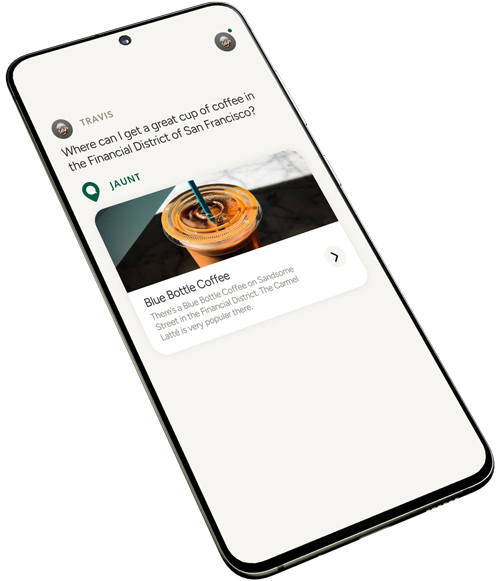 TRAVIS
Where can I get a great cup of coffee in
the Financial District of San Francisco?
JAUNT
Blue Bottle Coffee
There's a Blue Bottle Coffee on Sandsome
Street in the Financial District. The Carmel
Latté is very popular there.